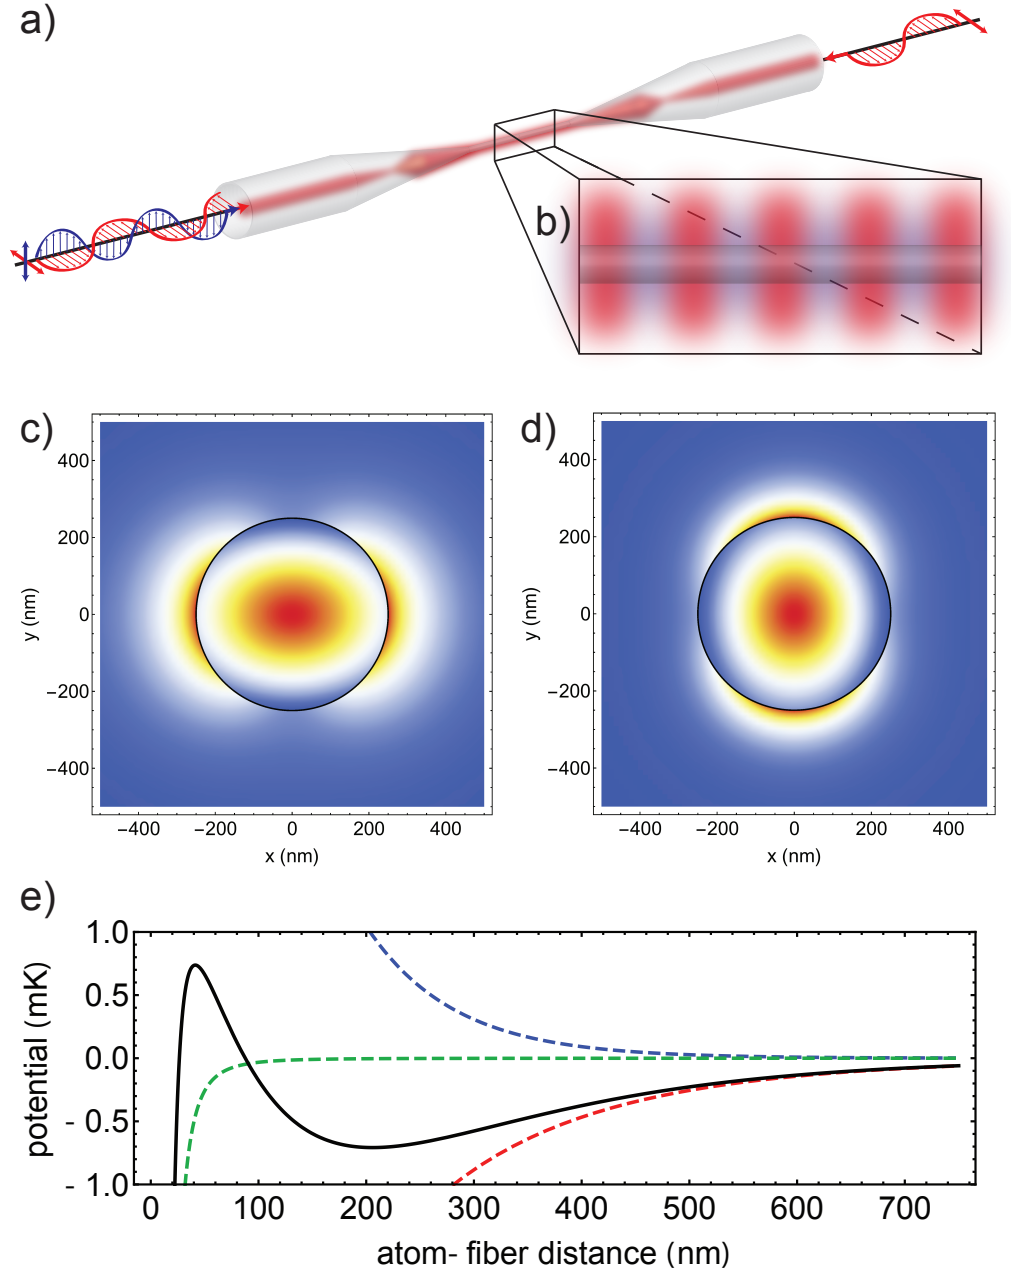 a)
b)
c)
d)
400
200
0
−200
−400
y (nm)
−400 −200 0 200 400
x (nm)
400
200
0
−200
−400
y (nm)
−400 −200 0 200 400
x (nm)
e)
1.0
0.5
0.0
- 0.5
- 1.0
potential (mK)
0 100 200 300 400 500 600 700
atom- fiber distance (nm)